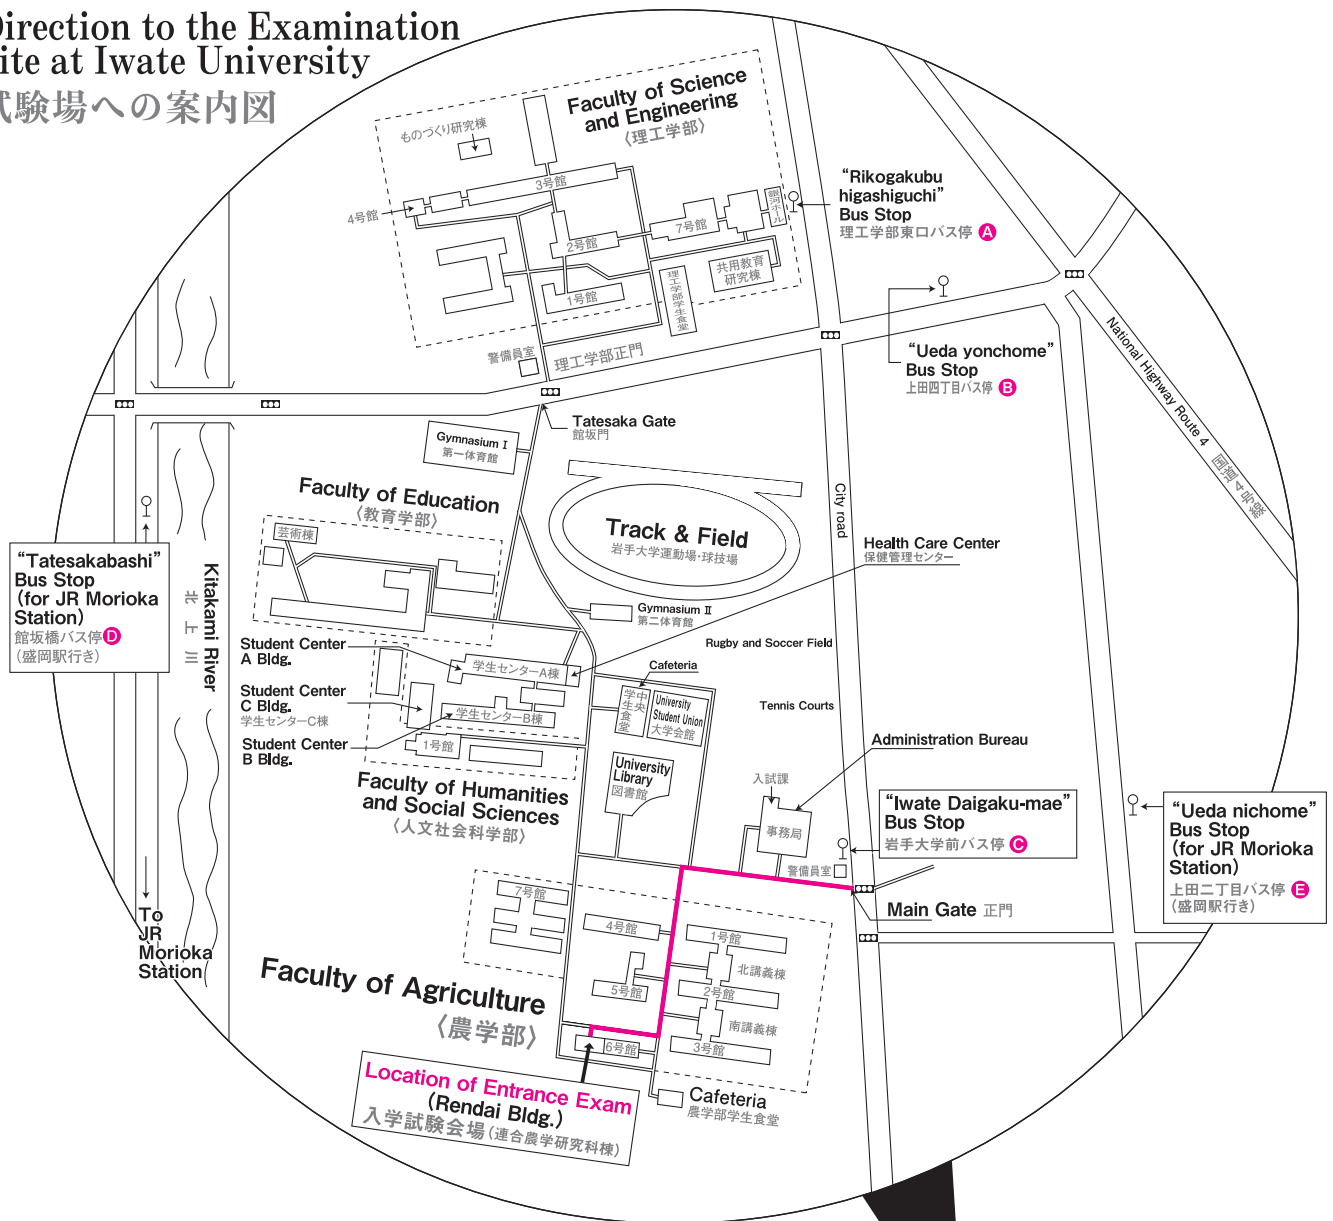 Direction to the Examination
ite at Iwate University
試験場への案内図
Faculty of Science
and Engineering
〈理工学部〉
ものづくり研究棟
3号館
4号館
2号館
7号館
銀河ホール
1号館
理工学部学生食堂
共用教育
研究棟
"Rikogakubu
higashiguchi"
Bus Stop
理工学部東口バス停 A
警備員室
理工学部正門
"Ueda yonchome"
Bus Stop
上田四丁目バス停 B
National Highway Route 4 国道4号線
Tatesaka Gate
館坂門
Gymnasium I
第一体育館
Faculty of Education
〈教育学部〉
芸術棟
Track & Field
岩手大学運動場・球技場
City road
Health Care Center
保健管理センター
"Tatesakabashi"
Bus Stop
(for JR Morioka
Station)
館坂橋バス停 D
(盛岡駅行き)
Kitakami River
北上川
Gymnasium II
第二体育館
Rugby and Soccer Field
Student Center
A Bldg.
学生センターA棟
Cafeteria
中央
学生食堂
University
Student Union
大学会館
Tennis Courts
Student Center
C Bldg.
学生センターC棟
学生センターB棟
Student Center
B Bldg.
1号館
Administration Bureau
University
Library
図書館
入試課
事務局
Faculty of Humanities
and Social Sciences
〈人文社会科学部〉
"Iwate Daigaku-mae"
Bus Stop
岩手大学前バス停 C
"Ueda nichome"
Bus Stop
(for JR Morioka
Station)
上田二丁目バス停 E
(盛岡駅行き)
警備員室
Main Gate 正門
7号館
4号館
1号館
北講義棟
To
JR
Morioka
Station
Faculty of Agriculture
〈農学部〉
5号館
2号館
南講義棟
6号館
3号館
Location of Entrance Exam
(Rendai Bldg.)
入学試験会場(連合農学研究科棟)
Cafeteria
農学部学生食堂